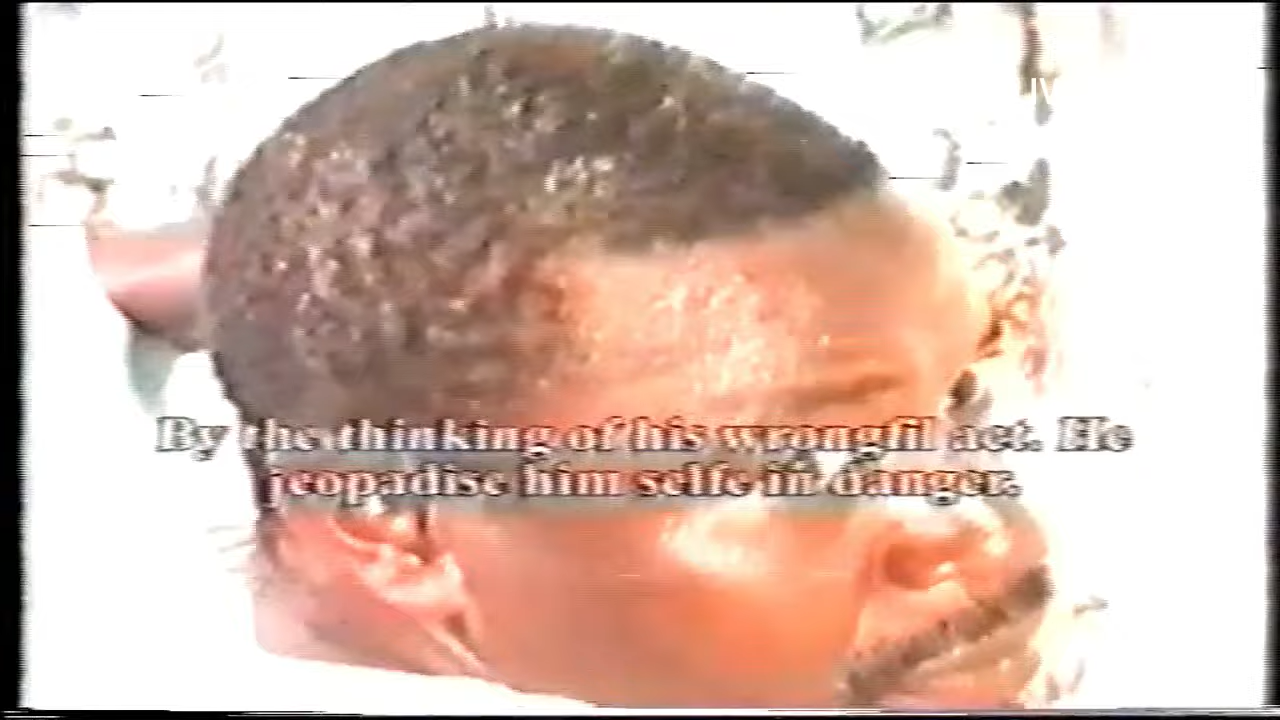 By the thinking of his wrongfil act. He
jeopadise him selfe in danger.